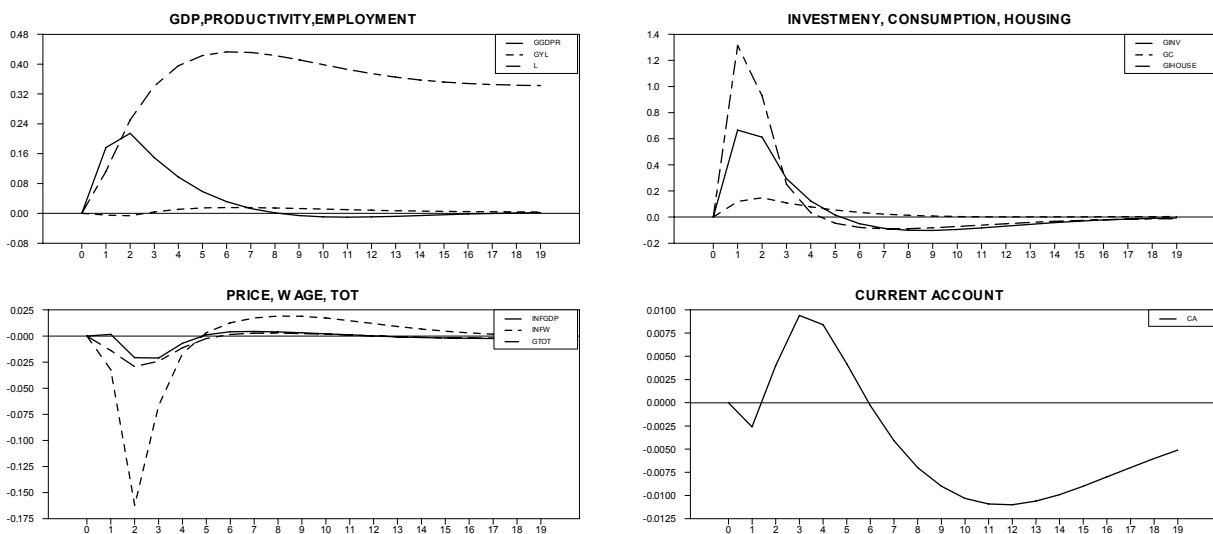 GDP,PRODUCTIVITY,EMPLOYMENT
0.48
0.40
0.32
0.24
0.16
0.08
0.00
-0.08
0 1 2 3 4 5 6 7 8 9 10 11 12 13 14 15 16 17 18 19
GGDPR
GYL
L
INVESTMENY, CONSUMPTION, HOUSING
1.4
1.2
1.0
0.8
0.6
0.4
0.2
0.0
-0.2
0 1 2 3 4 5 6 7 8 9 10 11 12 13 14 15 16 17 18 19
GINV
GC
GIHOUSE
PRICE, WAGE, TOT
0.025
-0.000
-0.025
-0.050
-0.075
-0.100
-0.125
-0.150
-0.175
0 1 2 3 4 5 6 7 8 9 10 11 12 13 14 15 16 17 18 19
INFGDP
INFW
GTOT
CURRENT ACCOUNT
0.0100
0.0075
0.0050
0.0025
0.0000
-0.0025
-0.0050
-0.0075
-0.0100
-0.0125
0 1 2 3 4 5 6 7 8 9 10 11 12 13 14 15 16 17 18 19
CA